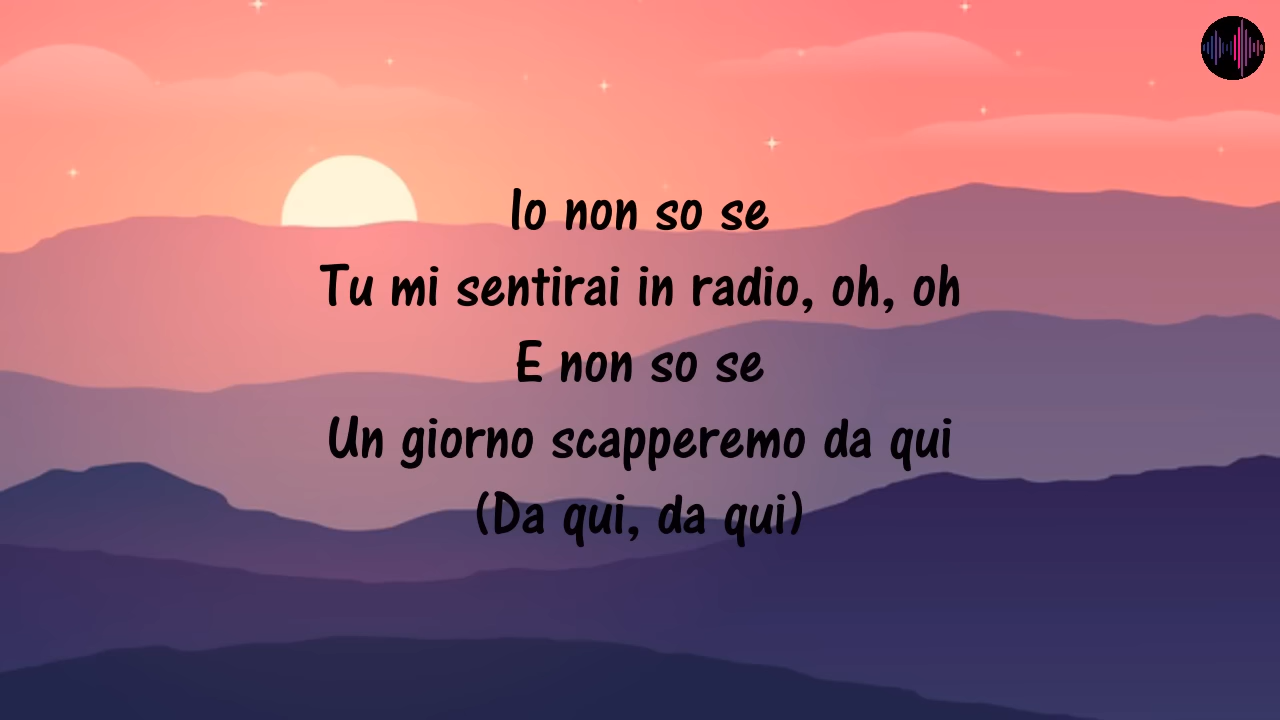 Io non so se
Tu mi sentirai in radio, oh, oh
E non so se
Un giorno scapperemo da qui
(Da qui, da qui)